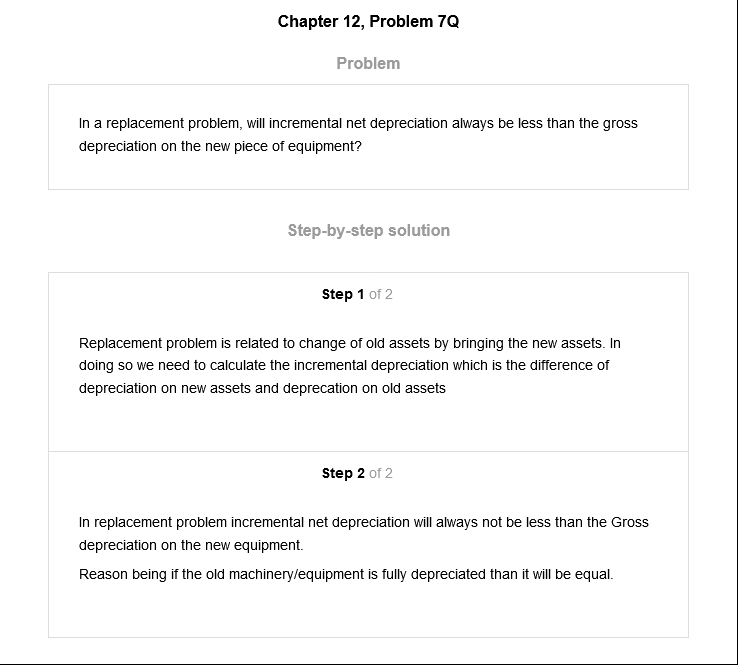 Chapter 12, Problem 7Q
Problem
In a replacement problem, will incremental net depreciation always be less than the gross
depreciation on the new piece of equipment?
Step-by-step solution
Step 1 of 2
Replacement problem is related to change of old assets by bringing the new assets. In
doing so we need to calculate the incremental depreciation which is the difference of
depreciation on new assets and deprecation on old assets
Step 2 of 2
In replacement problem incremental net depreciation will always not be less than the Gross
depreciation on the new equipment.
Reason being if the old machinery/equipment is fully depreciated than it will be equal.